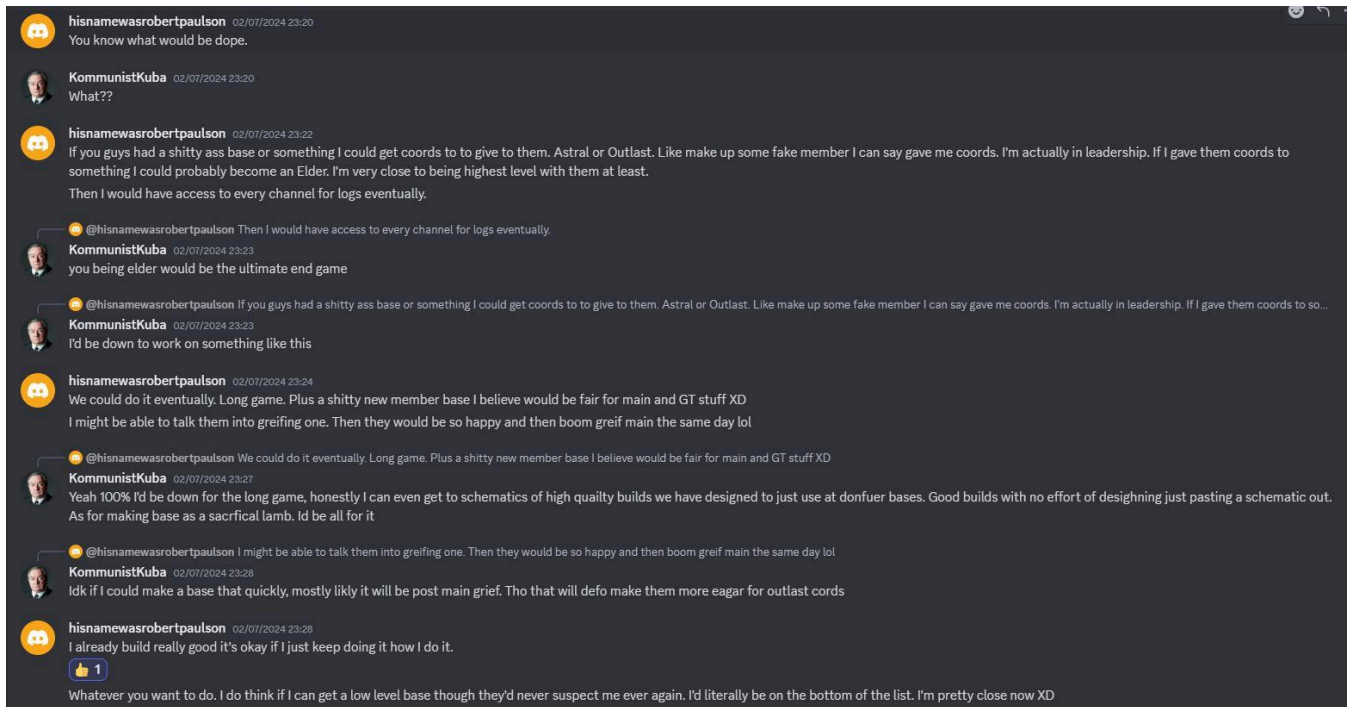 hisnamewasrobertpaulson 02/07/2024 23:20
You know what would be dope.
KommunistKuba 02/07/2024 23:20
What??
hisnamewasrobertpaulson 02/07/2024 23:22
If you guys had a shitty ass base or something I could get coords to to give to them. Astral or Outlast. Like make up some fake member I can say gave me coords. I'm actually in leadership. If I gave them coords to
something I could probably become an Elder. I'm very close to being highest level with them at least.
Then I would have access to every channel for logs eventually.
@hisnamewasrobertpaulson Then I would have access to every channel for logs eventually.
KommunistKuba 02/07/2024 23:23
you being elder would be the ultimate end game
@hisnamewasrobertpaulson If you guys had a shitty ass base or something I could get coords to to give to them. Astral or Outlast. Like make up some fake member I can say gave me coords. I'm actually in leadership. If I gave them coords to so...
KommunistKuba 02/07/2024 23:23
I'd be down to work on something like this
hisnamewasrobertpaulson 02/07/2024 23:24
We could do it eventually. Long game. Plus a shitty new member base I believe would be fair for main and GT stuff XD
I might be able to talk them into greifing one. Then they would be so happy and then boom greif main the same day lol
@hisnamewasrobertpaulson We could do it eventually. Long game. Plus a shitty new member base I believe would be fair for main and GT stuff XD
KommunistKuba 02/07/2024 23:27
Yeah 100% I'd be down for the long game, honestly I can even get to schematics of high quailty builds we have designed to just use at donfuer bases. Good builds with no effort of desighning just pasting a schematic out.
As for making base as a sacrfical lamb. Id be all for it
@hisnamewasrobertpaulson I might be able to talk them into greifing one. Then they would be so happy and then boom greif main the same day lol
KommunistKuba 02/07/2024 23:28
Idk if I could make a base that quickly, mostly likly it will be post main grief. Tho that will defo make them more eagar for outlast cords
hisnamewasrobertpaulson 02/07/2024 23:28
I already build really good it's okay if I just keep doing it how I do it.
👍 1
Whatever you want to do. I do think if I can get a low level base though they'd never suspect me ever again. I'd literally be on the bottom of the list. I'm pretty close now XD